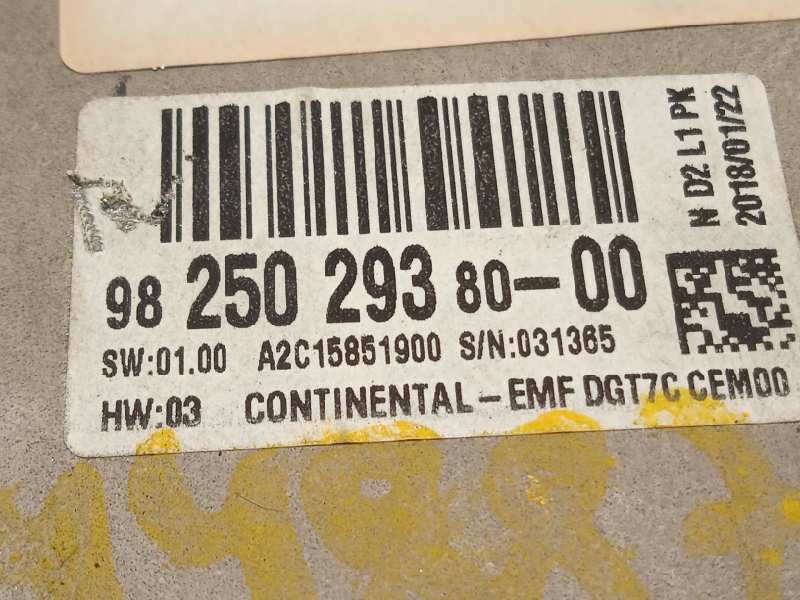 98 250 293 80-00
SW:01.00 A2C15851900 S/N:031365
HW:03 CONTINENTAL-EMF DGT7C CEM00
N D2 L1 PK
2018/01/22